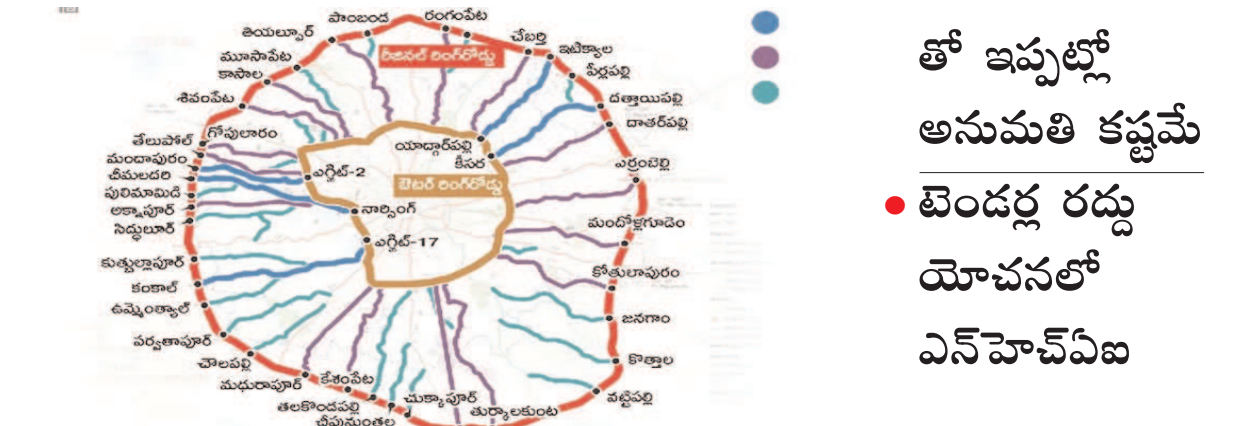 పాంబండ
రంగంపేట
తెయల్పూర్
చేబర్తి
ఇటిక్యాల
మూసాపేట
రీజినల్ రింగ్‌రోడ్డు
పీర్లపల్లి
కాసాల
శివంపేట
దత్తాయిపల్లి
దాతర్‌పల్లి
గోపులారం
తేలుపోల్
యాద్గార్‌పల్లి
మందాపురం
కీసర
ఎర్రంబెల్లి
చీమలదరి
ఎగ్జిట్-2
పులిమామిడి
ఔటర్ రింగ్‌రోడ్డు
అక్నాపూర్
నార్సింగ్
సిద్ధులూర్
మందోళ్లగూడెం
ఎగ్జిట్-17
కుత్బుల్లాపూర్
కోతులాపురం
కంకాల్
ఉమ్మెంత్యాల్
జనగాం
పర్వతాపూర్
చౌలపల్లి
కొత్తాల
మధురాపూర్
కేశంపేట
వట్టిపల్లి
తలకొండపల్లి
చుక్కాపూర్
తుర్కాలకుంట
చీపునుంతల
తో ఇప్పట్లో
అనుమతి కష్టమే
టెండర్ల రద్దు
యోచనలో
ఎన్‌హెచ్‌ఏఐ